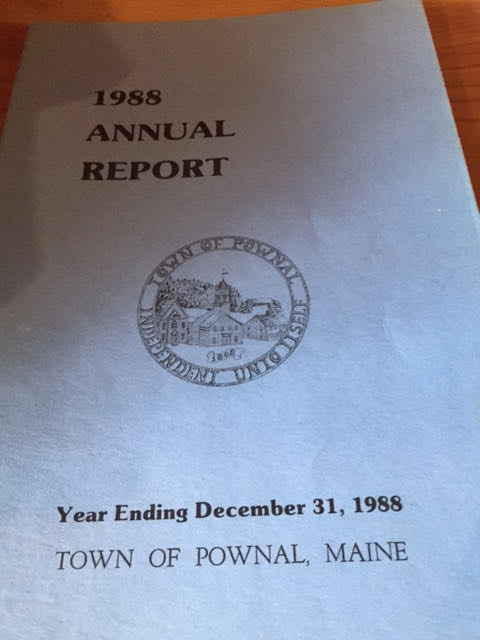 1988
ANNUAL
REPORT
TOWN OF POWNAL
INDEPENDENT UNTO ITSELF
Year Ending December 31, 1988
TOWN OF POWNAL, MAINE